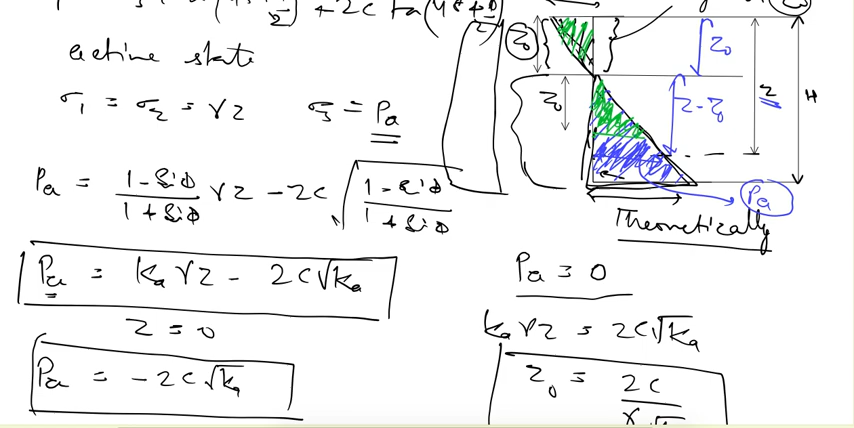 + 2c tan(45+ φ/2)
active state
σ1 = σz = γz   σ3 = Pa
Pa = 1-Sinφ/1+Sinφ γz - 2c √1-Sinφ/1+Sinφ
Pa = ka γz - 2c√ka
z = 0
Pa = -2c√ka
z0
z0
z0
z-z0
z
H
Pa
Theoretically
Pa = 0
ka γz = 2c√ka
z0 = 2c/γ√